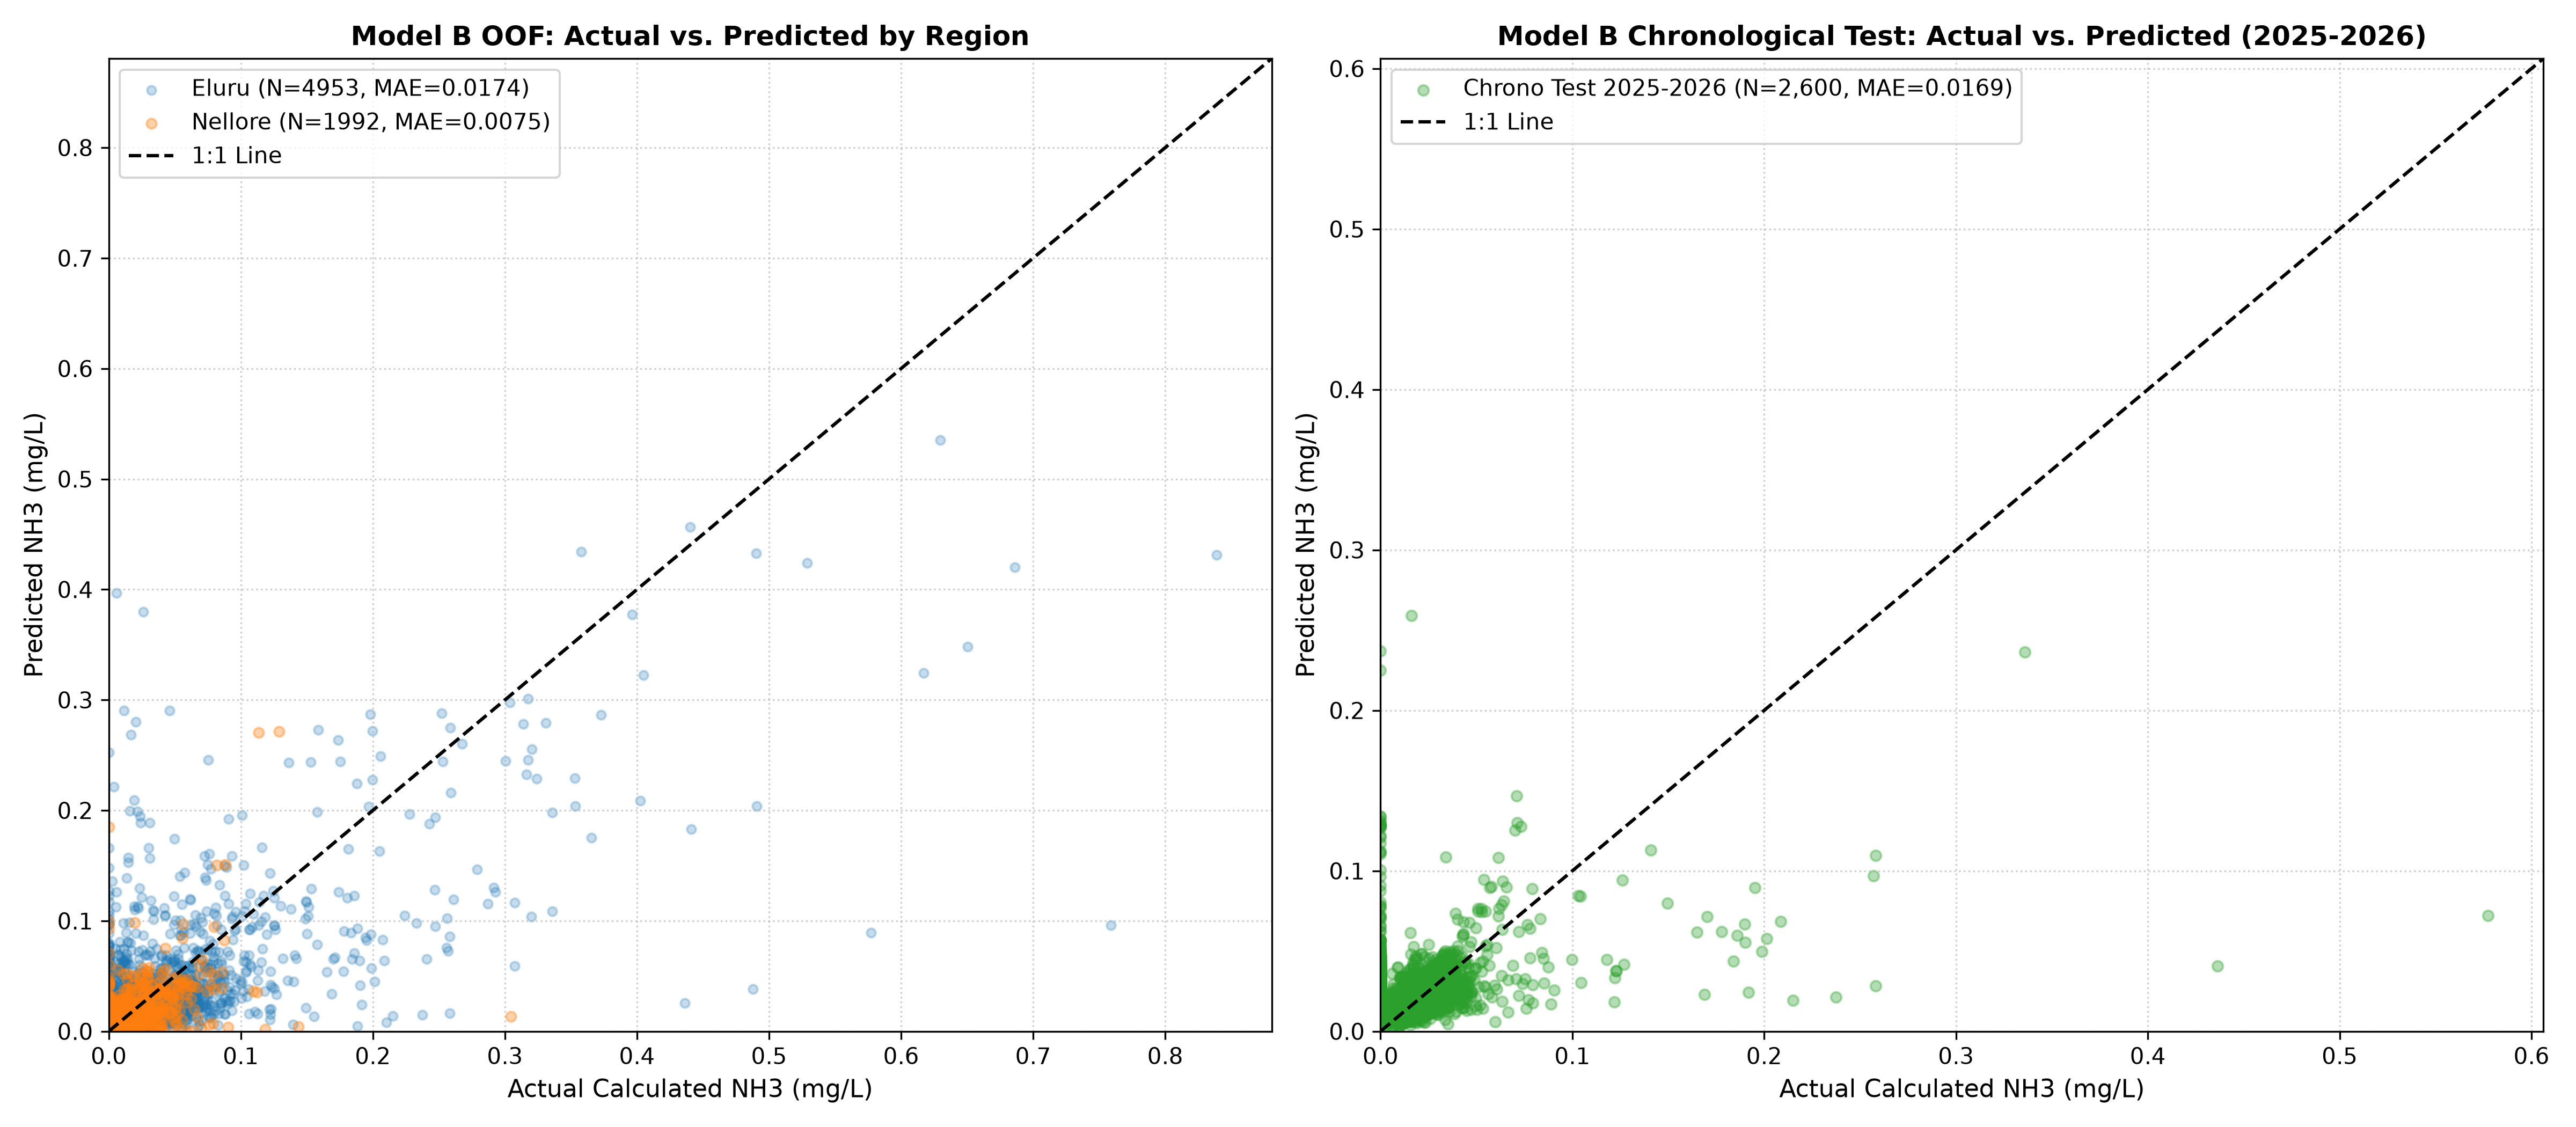 Model B OOF: Actual vs. Predicted by Region
Eluru (N=4953, MAE=0.0174)
Nellore (N=1992, MAE=0.0075)
1:1 Line
Predicted NH3 (mg/L)
0.8
0.7
0.6
0.5
0.4
0.3
0.2
0.1
0.0
0.0 0.1 0.2 0.3 0.4 0.5 0.6 0.7 0.8
Actual Calculated NH3 (mg/L)
Model B Chronological Test: Actual vs. Predicted (2025-2026)
Chrono Test 2025-2026 (N=2,600, MAE=0.0169)
1:1 Line
Predicted NH3 (mg/L)
0.6
0.5
0.4
0.3
0.2
0.1
0.0
0.0 0.1 0.2 0.3 0.4 0.5 0.6
Actual Calculated NH3 (mg/L)